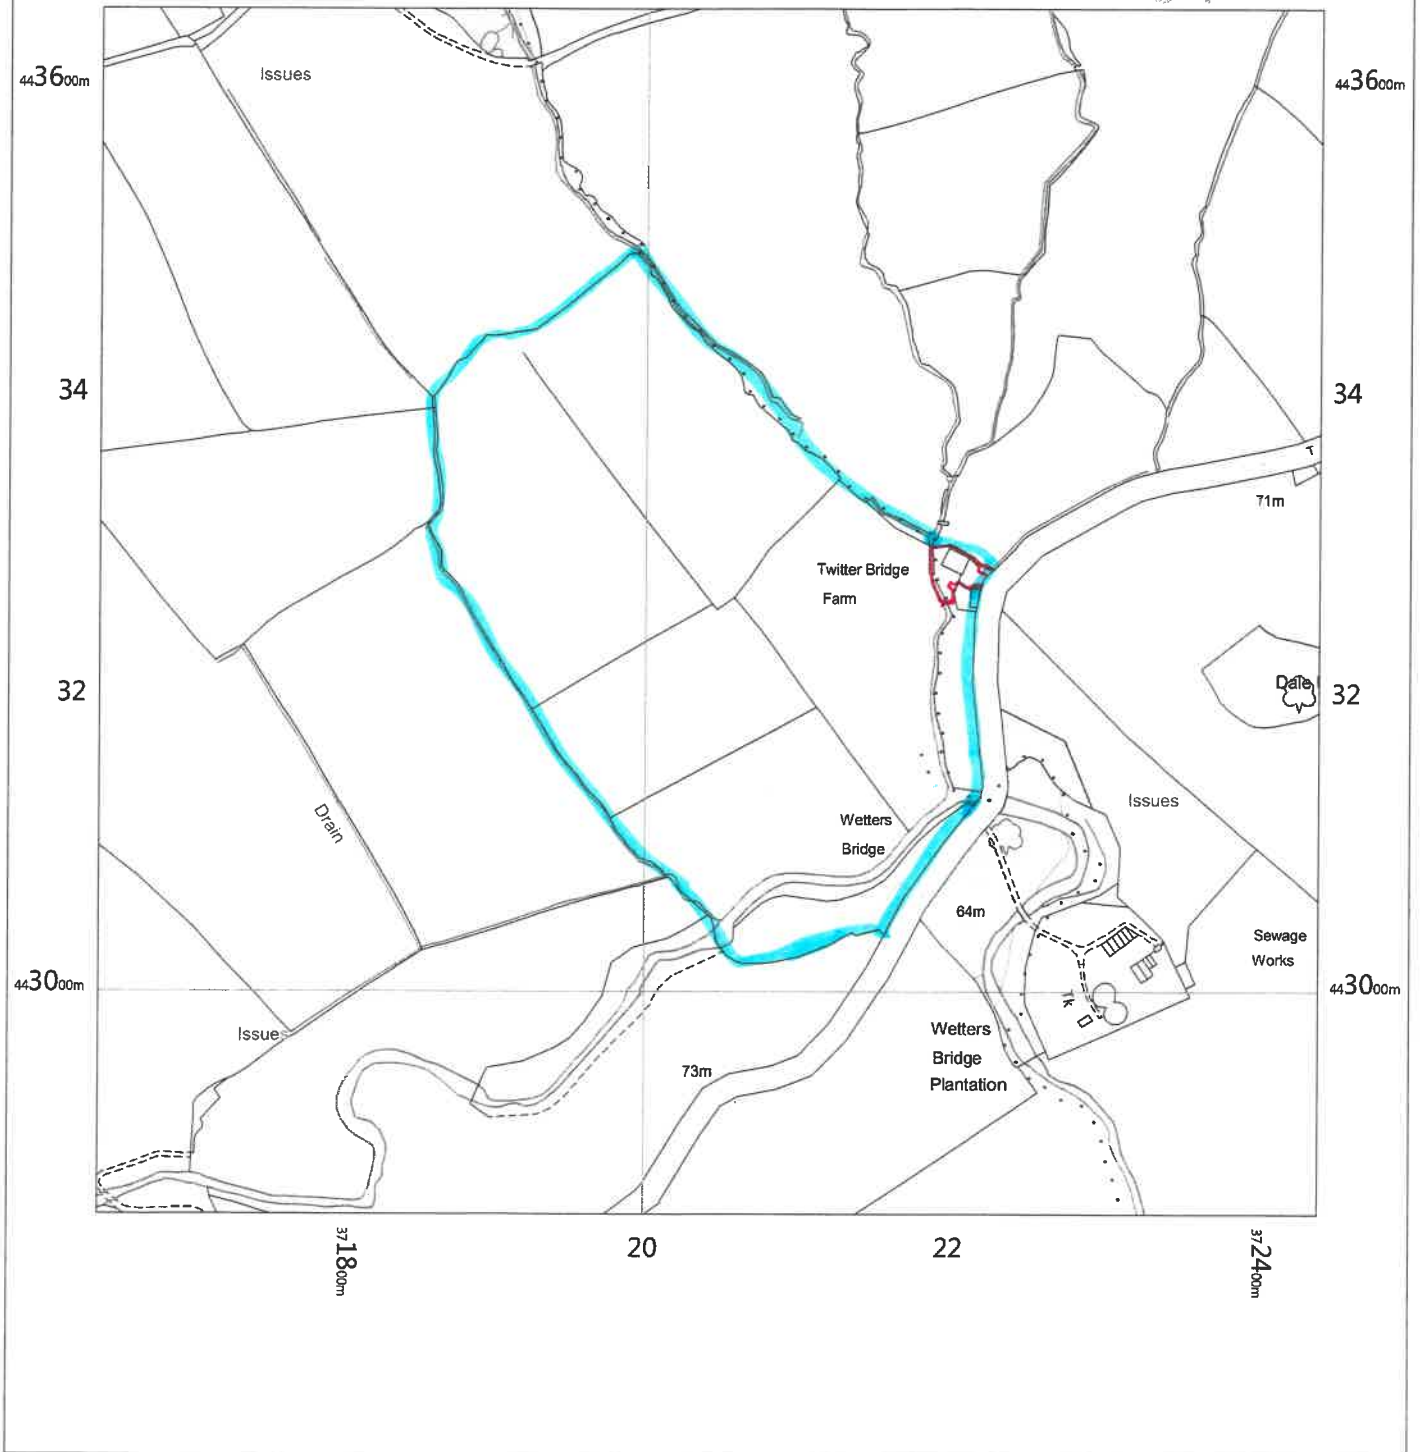 443600m
443600m
Issues
34
34
T
71m
Twitter Bridge
Farm
32
Dale
32
Issues
Drain
Wetters
Bridge
64m
Sewage
Works
443000m
443000m
Tk
Issues
Wetters
Bridge
Plantation
73m
371800m
20
22
372400m